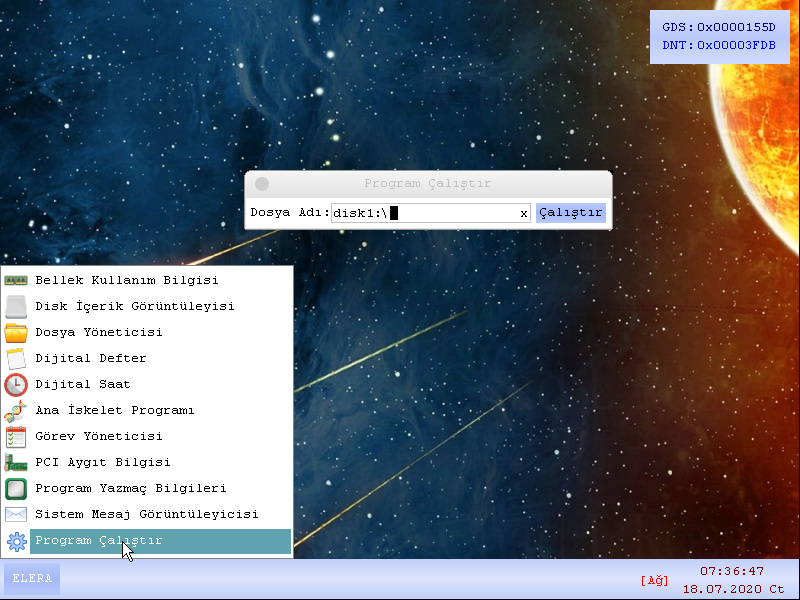 GDS:0x0000155D
DNT:0x00003FDB
Program Çalıştır
Dosya Adı:disk1:\
x
Çalıştır
Bellek Kullanım Bilgisi
Disk İçerik Görüntüleyisi
Dosya Yöneticisi
Dijital Defter
Dijital Saat
Ana İskelet Programı
Görev Yöneticisi
PCI Aygıt Bilgisi
Program Yazmaç Bilgileri
Sistem Mesaj Görüntüleyicisi
Program Çalıştır
ELERA
[Ağ]
07:36:47
18.07.2020 Ct